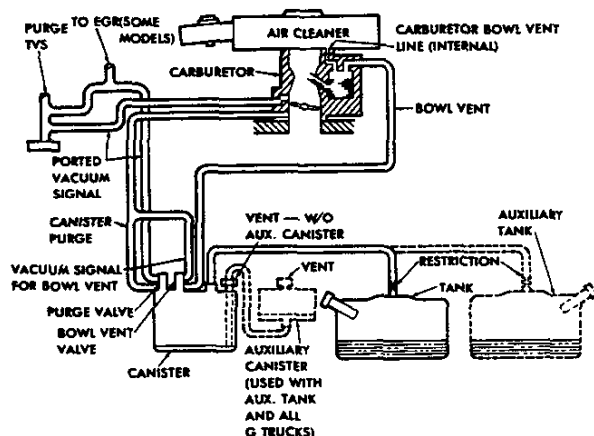 PURGE
TVS
TO EGR(SOME
MODELS)
AIR CLEANER
CARBURETOR BOWL VENT
LINE (INTERNAL)
CARBURETOR
BOWL VENT
PORTED
VACUUM
SIGNAL
CANISTER
PURGE
VENT — W/O
AUX. CANISTER
AUXILIARY
TANK
VACUUM SIGNAL
FOR BOWL VENT
VENT
RESTRICTION
TANK
PURGE VALVE
BOWL VENT
VALVE
CANISTER
AUXILIARY
CANISTER
(USED WITH
AUX. TANK
AND ALL
G TRUCKS)